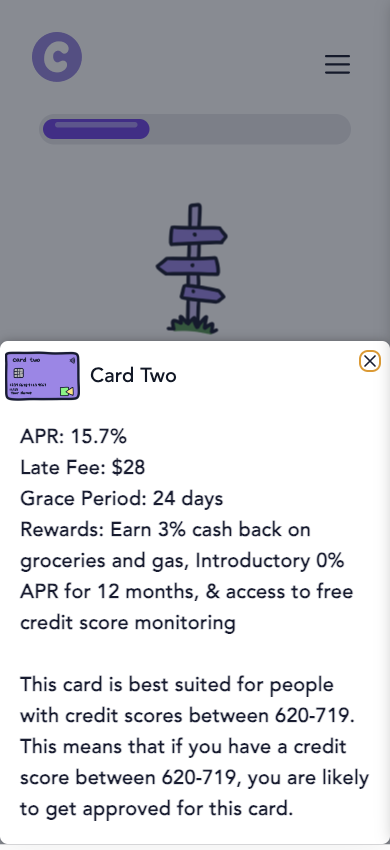 C
card two
Card Two
APR: 15.7%
Late Fee: $28
Grace Period: 24 days
Rewards: Earn 3% cash back on
groceries and gas, Introductory 0%
APR for 12 months, & access to free
credit score monitoring
This card is best suited for people
with credit scores between 620-719.
This means that if you have a credit
score between 620-719, you are likely
to get approved for this card.